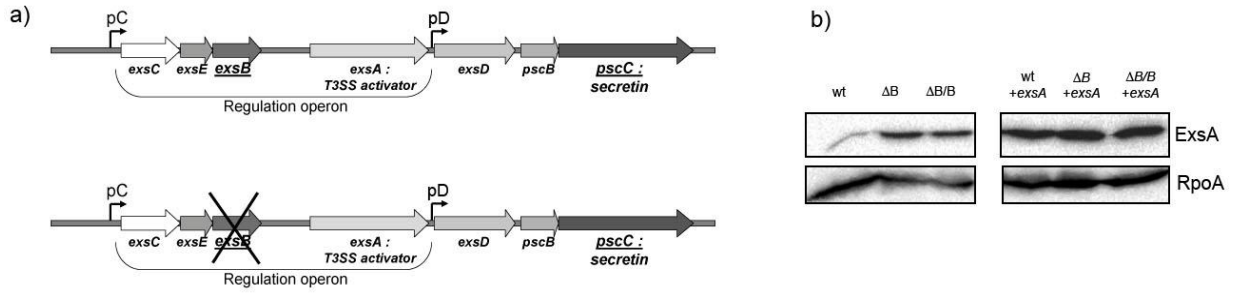 a)
pC
pD
exsC
exsE
exsB
exsA :
T3SS activator
exsD
pscB
pscC :
secretin
Regulation operon
pC
pD
exsC
exsE
exsB
exsA :
T3SS activator
exsD
pscB
pscC :
secretin
Regulation operon
b)
wt
ΔB
ΔB/B
wt
+exsA
ΔB
+exsA
ΔB/B
+exsA
ExsA
RpoA